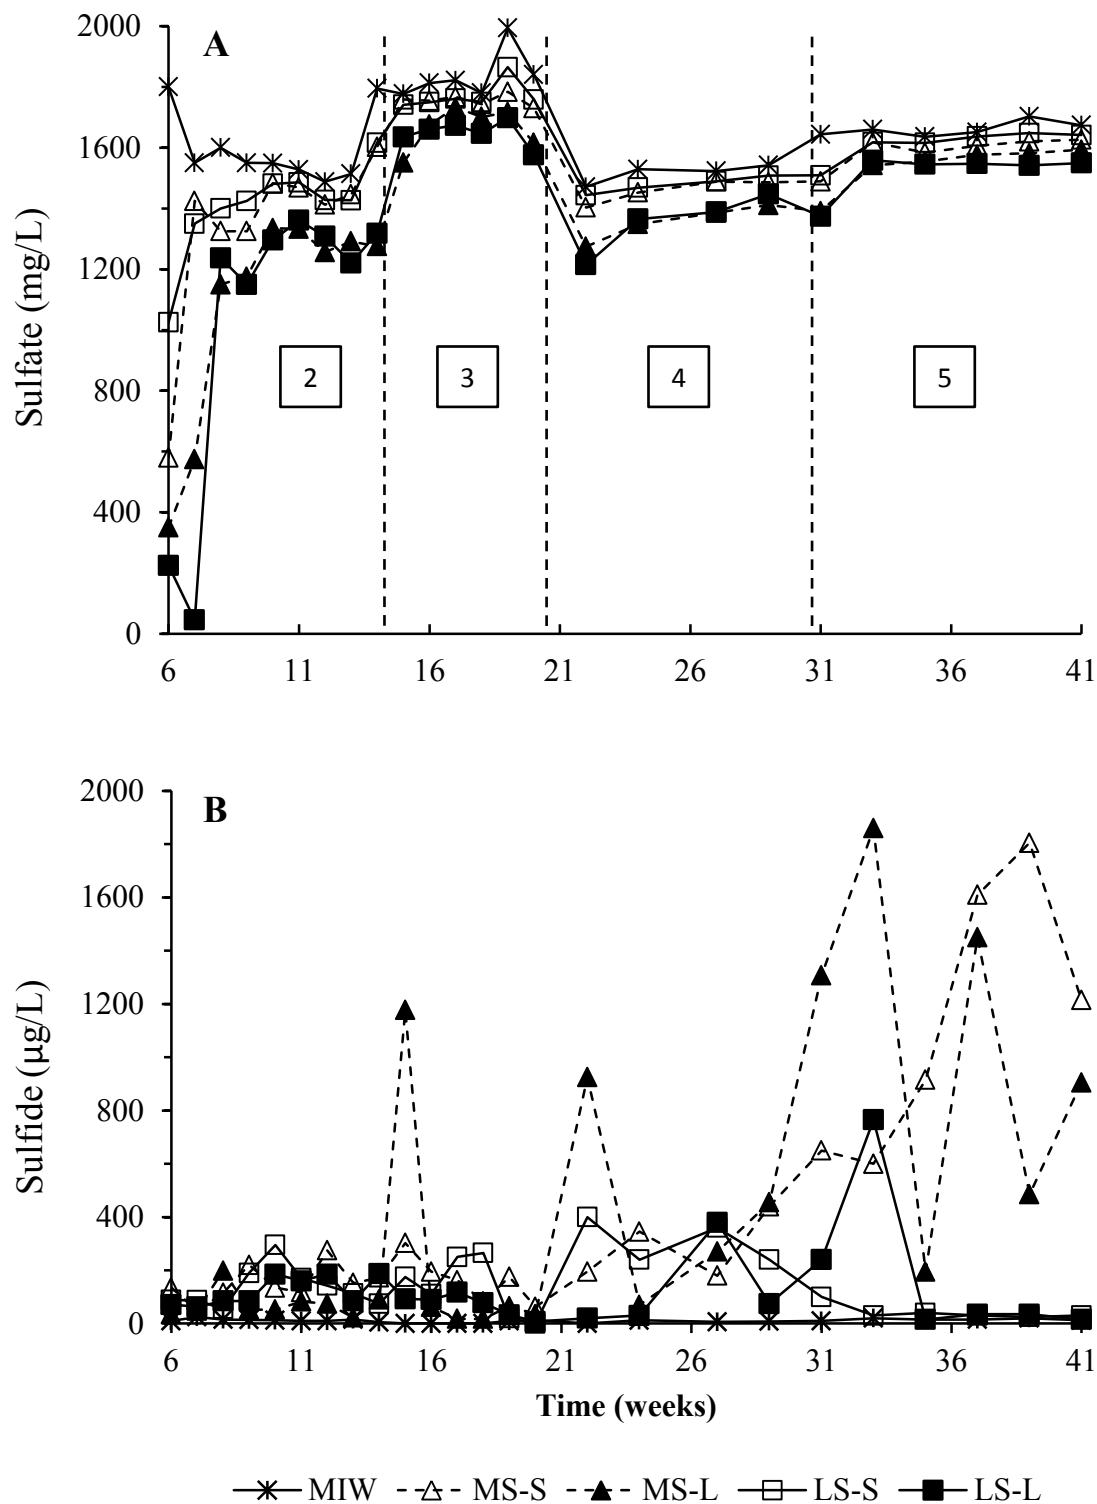 A
2000
1600
1200
800
400
0
Sulfate (mg/L)
2 3 4 5
6 11 16 21 26 31 36 41
B
2000
1600
1200
800
400
0
Sulfide (µg/L)
6 11 16 21 26 31 36 41
Time (weeks)
MIW MS-S MS-L LS-S LS-L